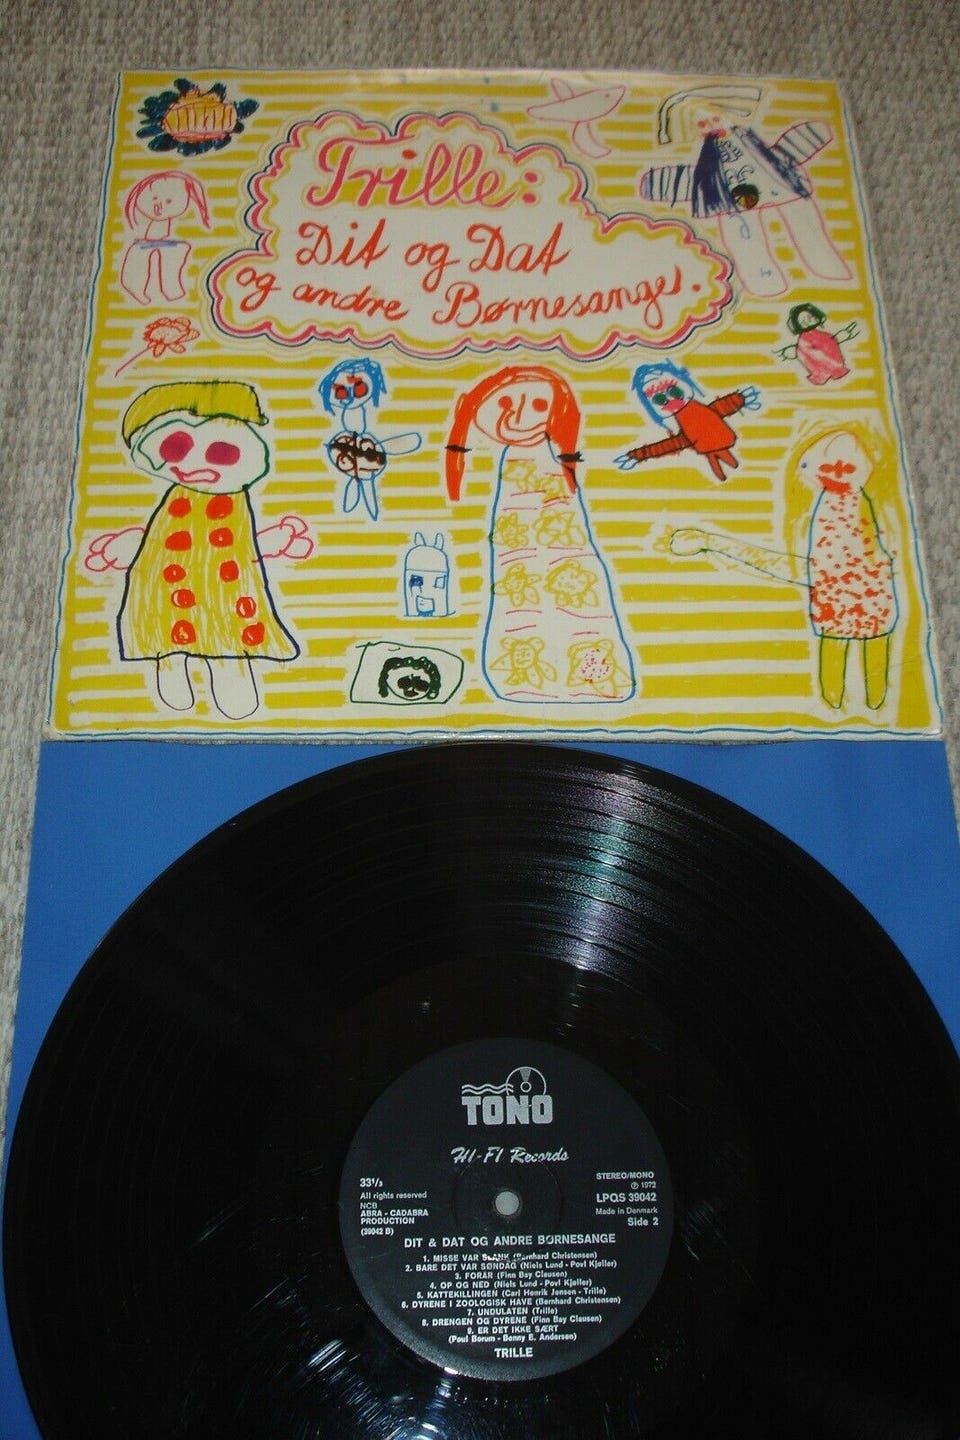 Trille:
Dit og Dat
og andre Børnesange.
TONO
HI-FI Records
33⅓
All rights reserved
NCB
ABRA - CADABRA
PRODUCTION
(39042 B)
STEREO/MONO
℗ 1972
LPQS 39042
Made in Denmark
Side 2
DIT & DAT OG ANDRE BØRNESANGE
1. MISSE VAR BLANK (Bernhard Christensen)
2. BARE DET VAR SØNDAG (Niels Lund - Povl Kjøller)
3. FORÅR (Finn Bay Clausen)
4. OP OG NED (Niels Lund - Povl Kjøller)
5. KATTEKILLINGEN (Carl Henrik Jensen - Trille)
6. DYRENE I ZOOLOGISK HAVE (Bernhard Christensen)
7. UNDULATEN (Trille)
8. DRENGEN OG DYRENE (Finn Bay Clausen)
9. ER DET IKKE SÆRT
(Poul Borum - Benny E. Andersen)
TRILLE